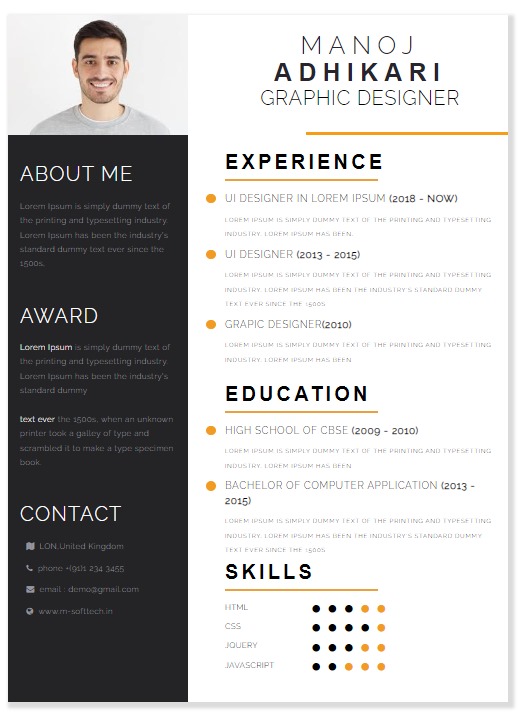 MANOJ
ADHIKARI
GRAPHIC DESIGNER
ABOUT ME
Lorem Ipsum is simply dummy text of
the printing and typesetting industry.
Lorem Ipsum has been the industry's
standard dummy text ever since the
1500s.
AWARD
Lorem Ipsum is simply dummy text of
the printing and typesetting industry.
Lorem Ipsum has been the industry's
standard dummy
text ever the 1500s, when an unknown
printer took a galley of type and
scrambled it to make a type specimen
book.
CONTACT
LON,United Kingdom
phone +(91)1 234 3455
email : demo@gmail.com
www.m-softtech.in
EXPERIENCE
UI DESIGNER IN LOREM IPSUM (2018 - NOW)
LOREM IPSUM IS SIMPLY DUMMY TEXT OF THE PRINTING AND TYPESETTING
INDUSTRY. LOREM IPSUM HAS BEEN.
UI DESIGNER (2013 - 2015)
LOREM IPSUM IS SIMPLY DUMMY TEXT OF THE PRINTING AND TYPESETTING
INDUSTRY. LOREM IPSUM HAS BEEN THE INDUSTRY'S STANDARD DUMMY
TEXT EVER SINCE THE 1500S
GRAPIC DESIGNER(2010)
LOREM IPSUM IS SIMPLY DUMMY TEXT OF THE PRINTING AND TYPESETTING
INDUSTRY. LOREM IPSUM HAS BEEN
EDUCATION
HIGH SCHOOL OF CBSE (2009 - 2010)
LOREM IPSUM IS SIMPLY DUMMY TEXT OF THE PRINTING AND TYPESETTING
INDUSTRY. LOREM IPSUM HAS BEEN
BACHELOR OF COMPUTER APPLICATION (2013 -
2015)
LOREM IPSUM IS SIMPLY DUMMY TEXT OF THE PRINTING AND TYPESETTING
INDUSTRY. LOREM IPSUM HAS BEEN THE INDUSTRY'S STANDARD DUMMY
TEXT EVER SINCE THE 1500S
SKILLS
HTML
CSS
JQUERY
JAVASCRIPT